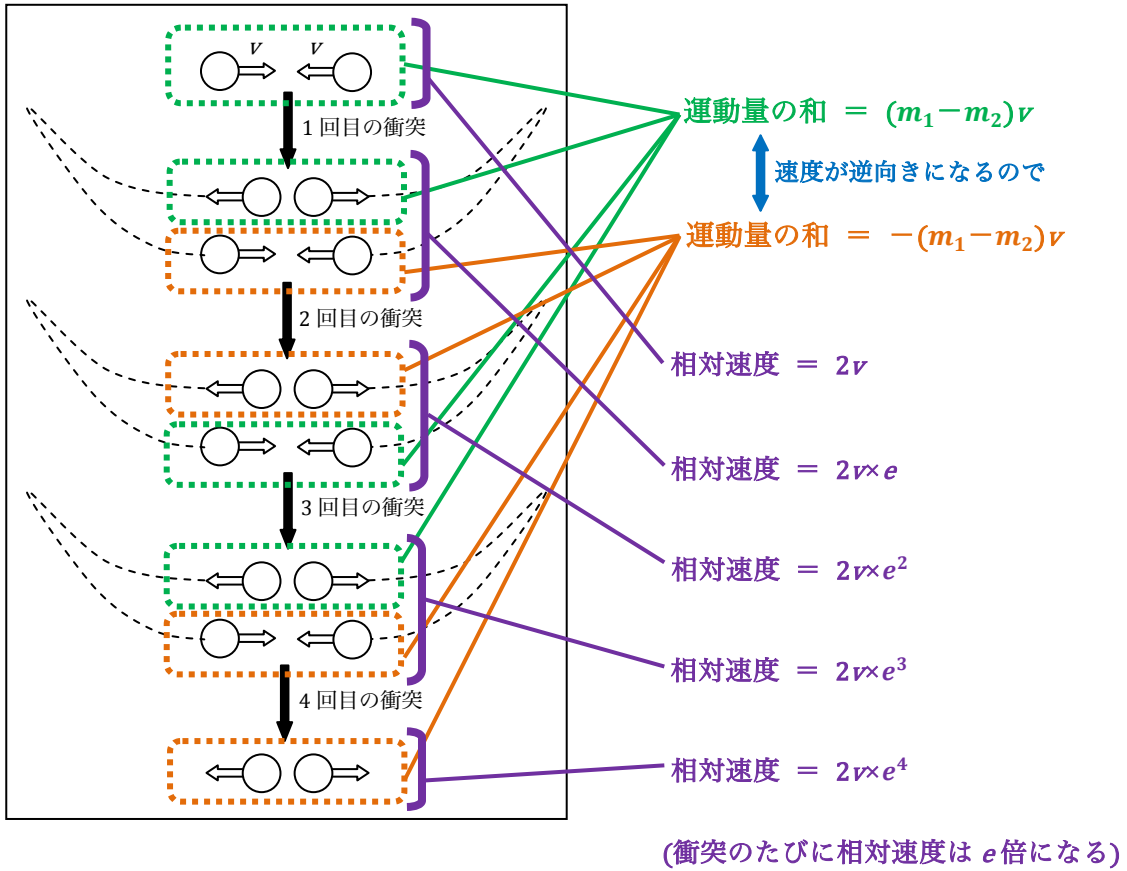 v v
1 回目の衝突
2 回目の衝突
3 回目の衝突
4 回目の衝突
運動量の和 ＝ (m₁－m₂)v
速度が逆向きになるので
運動量の和 ＝ －(m₁－m₂)v
相対速度 ＝ 2v
相対速度 ＝ 2v×e
相対速度 ＝ 2v×e²
相対速度 ＝ 2v×e³
相対速度 ＝ 2v×e⁴
(衝突のたびに相対速度は e 倍になる)